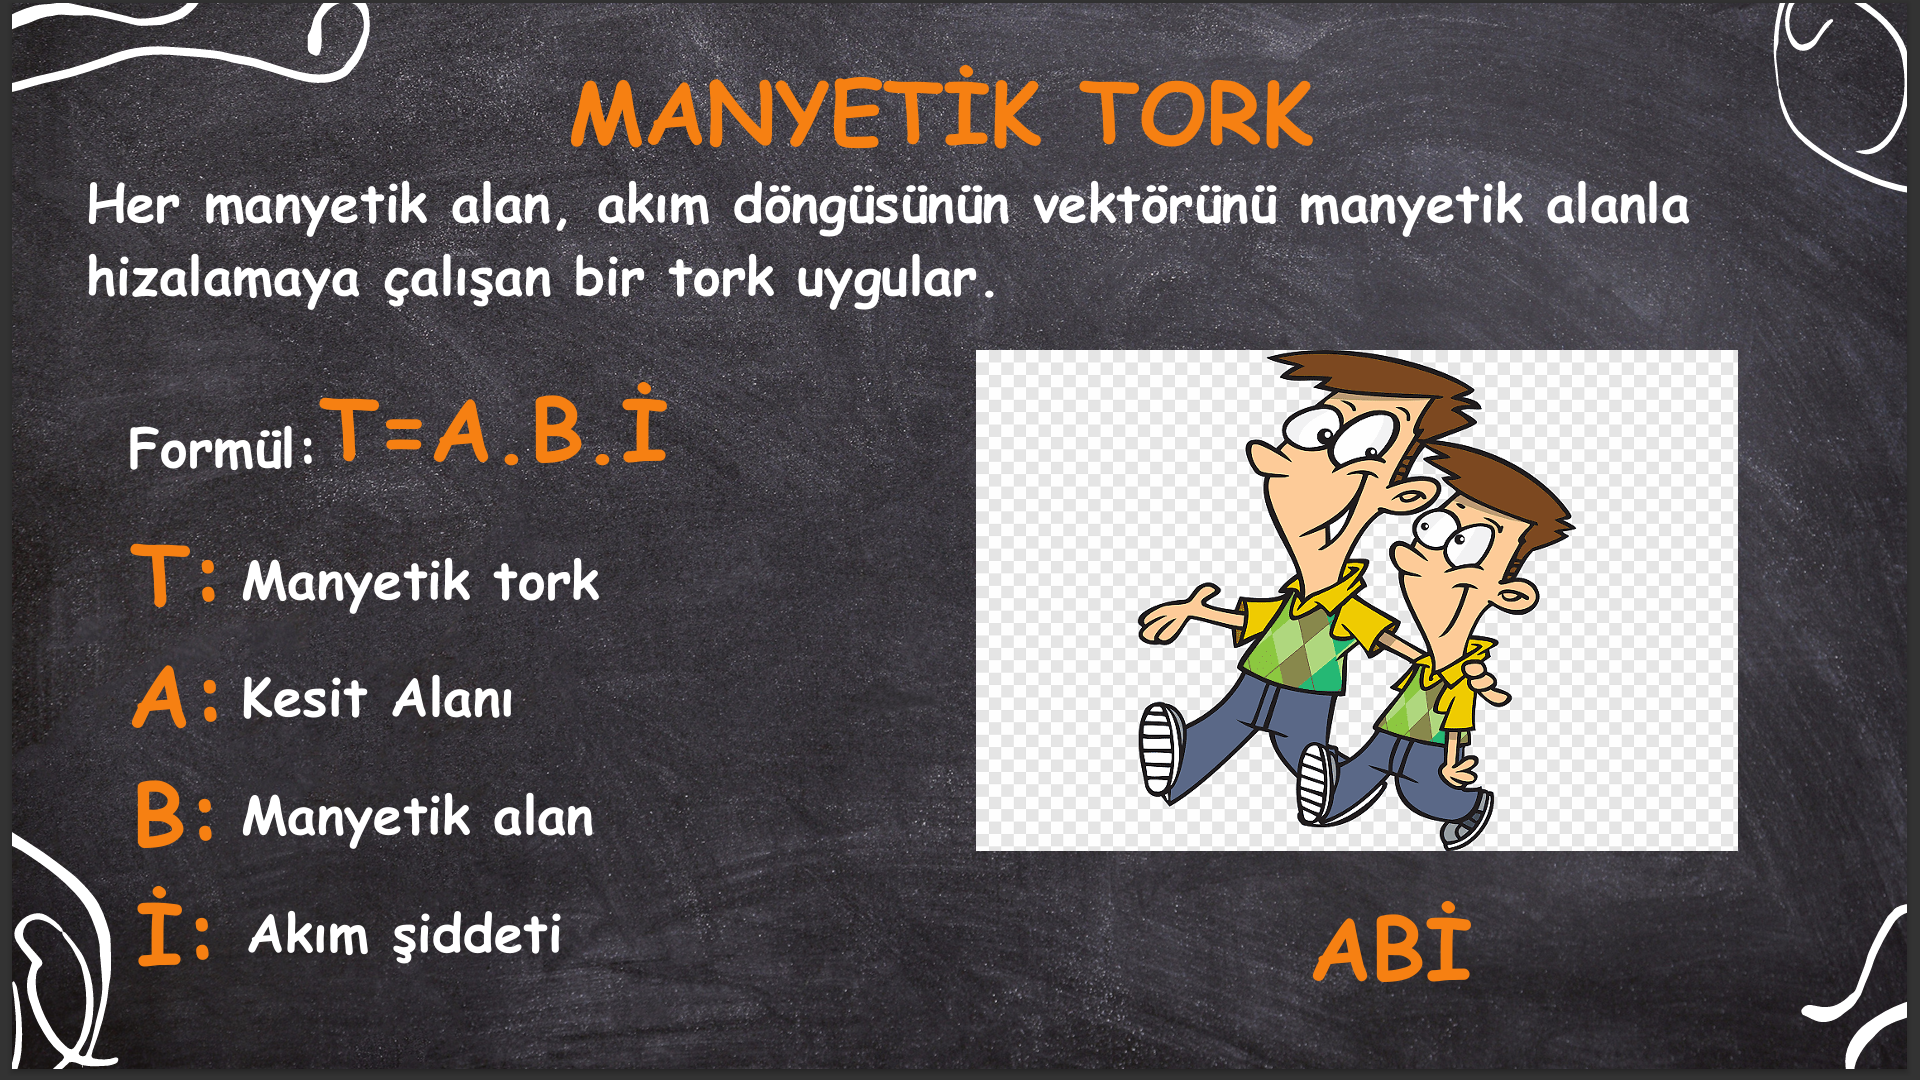 MANYETİK TORK
Her manyetik alan, akım döngüsünün vektörünü manyetik alanla
hizalamaya çalışan bir tork uygular.
Formül: T=A.B.İ
T: Manyetik tork
A: Kesit Alanı
B: Manyetik alan
İ: Akım şiddeti
ABİ